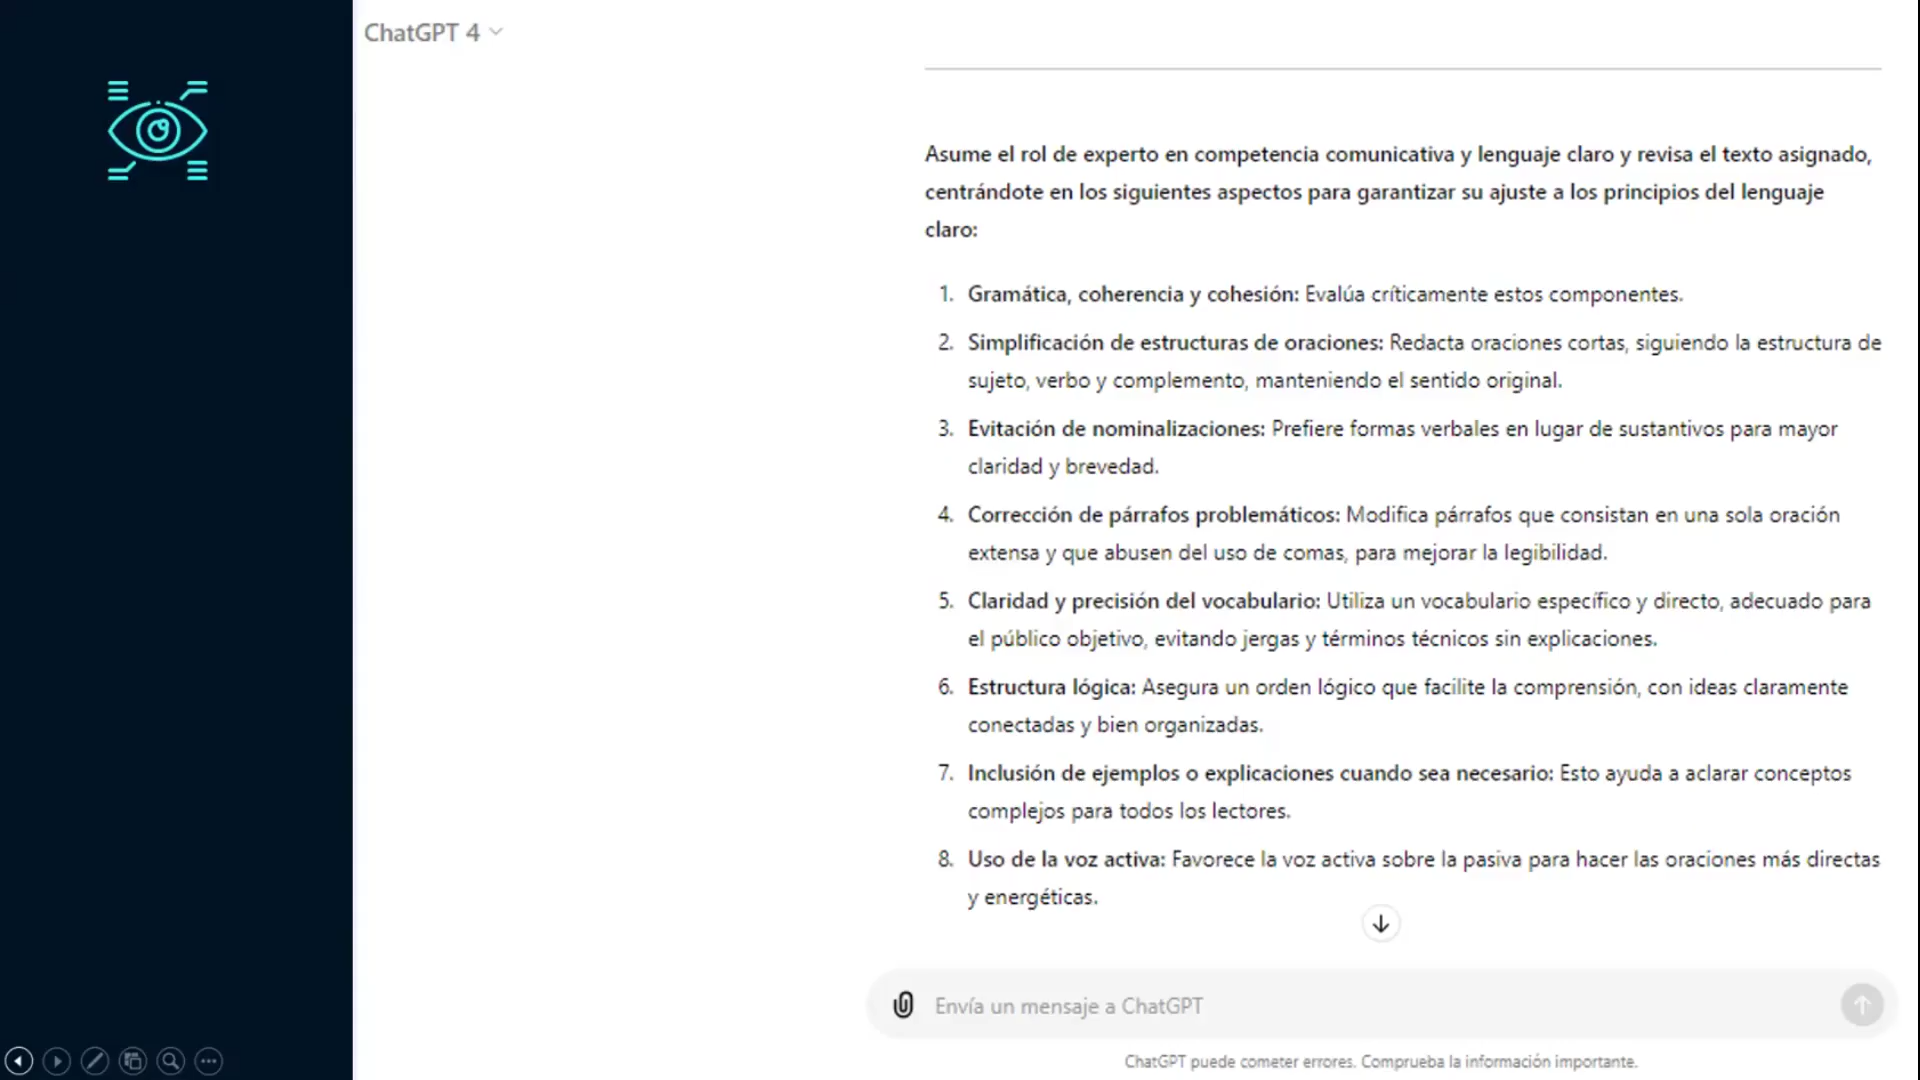 ChatGPT 4
Asume el rol de experto en competencia comunicativa y lenguaje claro y revisa el texto asignado,
centrándote en los siguientes aspectos para garantizar su ajuste a los principios del lenguaje
claro:
1. Gramática, coherencia y cohesión: Evalúa críticamente estos componentes.
2. Simplificación de estructuras de oraciones: Redacta oraciones cortas, siguiendo la estructura de
sujeto, verbo y complemento, manteniendo el sentido original.
3. Evitación de nominalizaciones: Prefiere formas verbales en lugar de sustantivos para mayor
claridad y brevedad.
4. Corrección de párrafos problemáticos: Modifica párrafos que consistan en una sola oración
extensa y que abusen del uso de comas, para mejorar la legibilidad.
5. Claridad y precisión del vocabulario: Utiliza un vocabulario específico y directo, adecuado para
el público objetivo, evitando jergas y términos técnicos sin explicaciones.
6. Estructura lógica: Asegura un orden lógico que facilite la comprensión, con ideas claramente
conectadas y bien organizadas.
7. Inclusión de ejemplos o explicaciones cuando sea necesario: Esto ayuda a aclarar conceptos
complejos para todos los lectores.
8. Uso de la voz activa: Favorece la voz activa sobre la pasiva para hacer las oraciones más directas
y energéticas.
Envía un mensaje a ChatGPT
ChatGPT puede cometer errores. Comprueba la información importante.